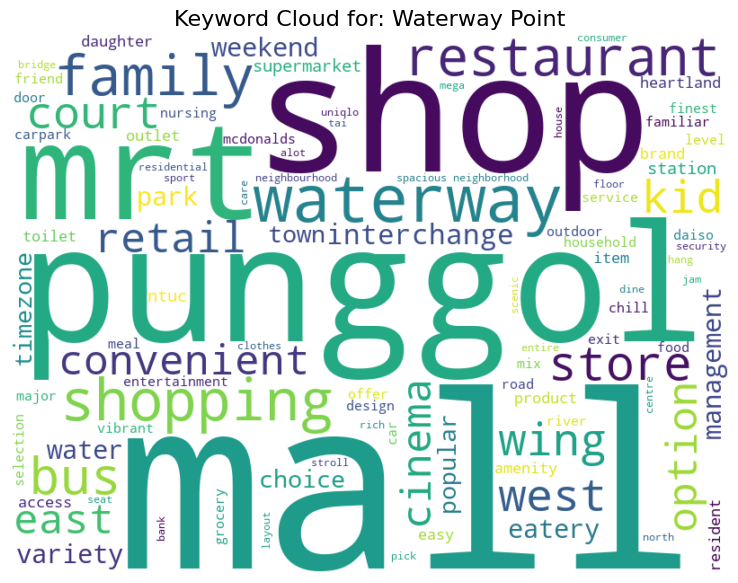 Keyword Cloud for: Waterway Point
daughter
weekend
consumer
bridge
friend
family
supermarket
shop
restaurant
mega
heartland
door
court
nursing
uniqlo
tai
house
finest
familiar
carpark
outlet
mcdonalds
alot
level
brand
mrt
residential
sport
neighbourhood
spacious
neighborhood
station
park
care
waterway
floor
service
kid
toilet
retail
town
interchange
outdoor
household
daiso
security
item
hang
timezone
punggol
ntuc
scenic
dine
jam
chill
management
meal
clothes
convenient
entire
exit
food
mix
store
entertainment
major
shopping
offer
design
road
product
centre
option
vibrant
rich
car
cinema
popular
river
wing
selection
water
mall
stroll
choice
amenity
bus
west
access
seat
grocery
layout
easy
eatery
north
east
bank
resident
variety
pick